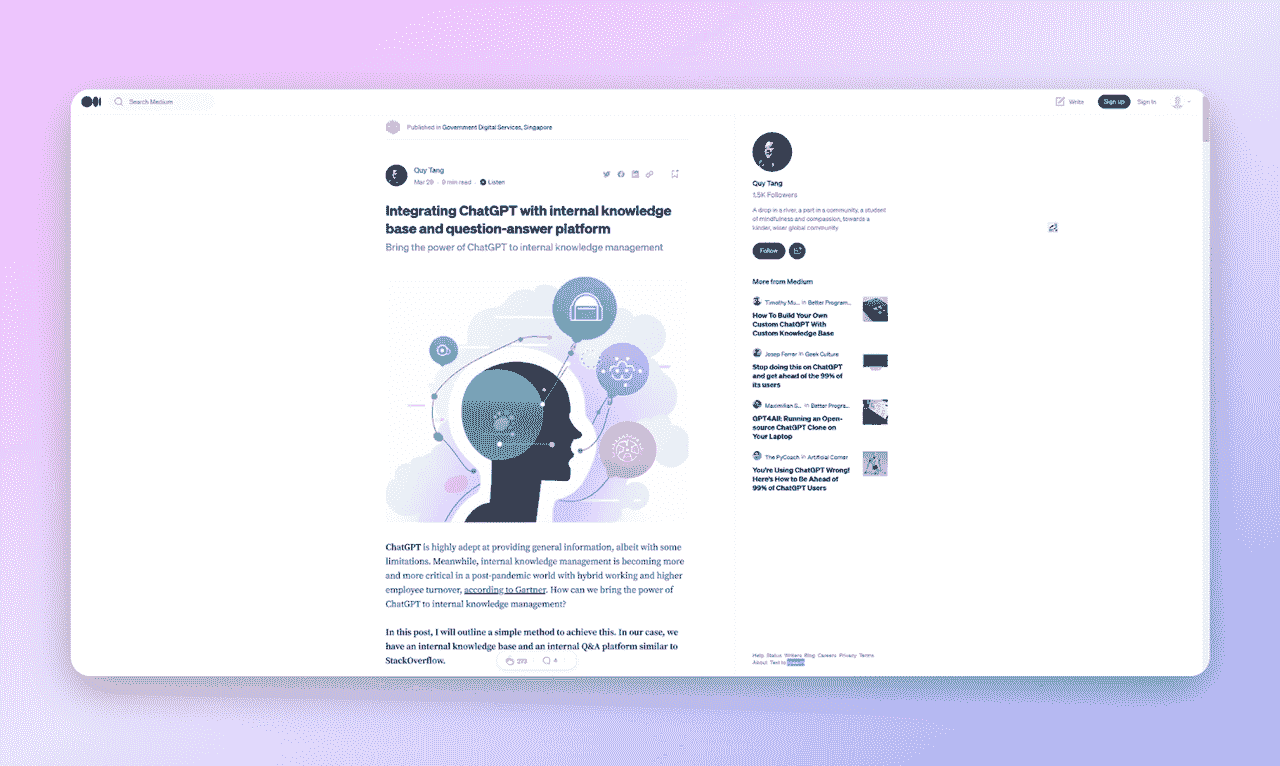 Search Medium
Write
Sign up
Sign In
Published in Government Digital Services, Singapore
Quy Tang
Mar 29 · 9 min read · Listen
Integrating ChatGPT with internal knowledge
base and question-answer platform
Bring the power of ChatGPT to internal knowledge management
ChatGPT is highly adept at providing general information, albeit with some
limitations. Meanwhile, internal knowledge management is becoming more
and more critical in a post-pandemic world with hybrid working and higher
employee turnover, according to Gartner. How can we bring the power of
ChatGPT to internal knowledge management?
In this post, I will outline a simple method to achieve this. In our case, we
have an internal knowledge base and an internal Q&A platform similar to
StackOverflow.
273
4
Quy Tang
1.5K Followers
A drop in a river, a part in a community, a student
of mindfulness and compassion, towards a
kinder, wiser global community
Follow
More from Medium
Timothy Mu... in Better Program...
How To Build Your Own
Custom ChatGPT With
Custom Knowledge Base
Josep Ferrer in Geek Culture
Stop doing this on ChatGPT
and get ahead of the 99% of
its users
Maximilian S... in Better Progra...
GPT4All: Running an Open-
source ChatGPT Clone on
Your Laptop
The PyCoach in Artificial Corner
You're Using ChatGPT Wrong!
Here's How to Be Ahead of
99% of ChatGPT Users
Help Status Writers Blog Careers Privacy Terms
About Text to